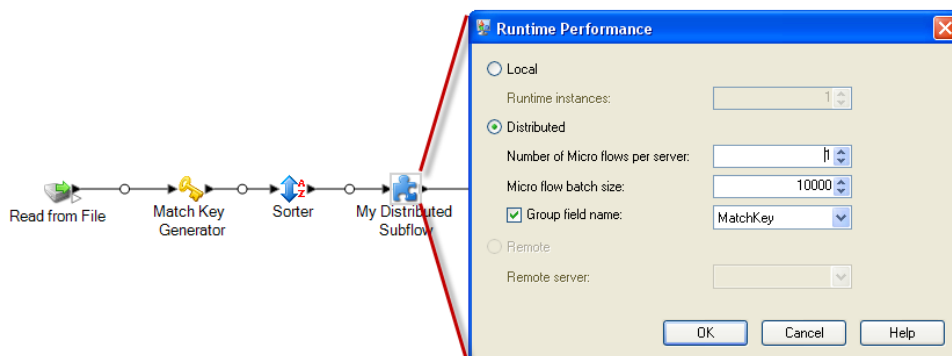 Runtime Performance
Local
Runtime instances: 1
Distributed
Number of Micro flows per server: 1
Micro flow batch size: 10000
Group field name: MatchKey
Remote
Remote server:
OK Cancel Help
Read from File
Match Key
Generator
Sorter
My Distributed
Subflow